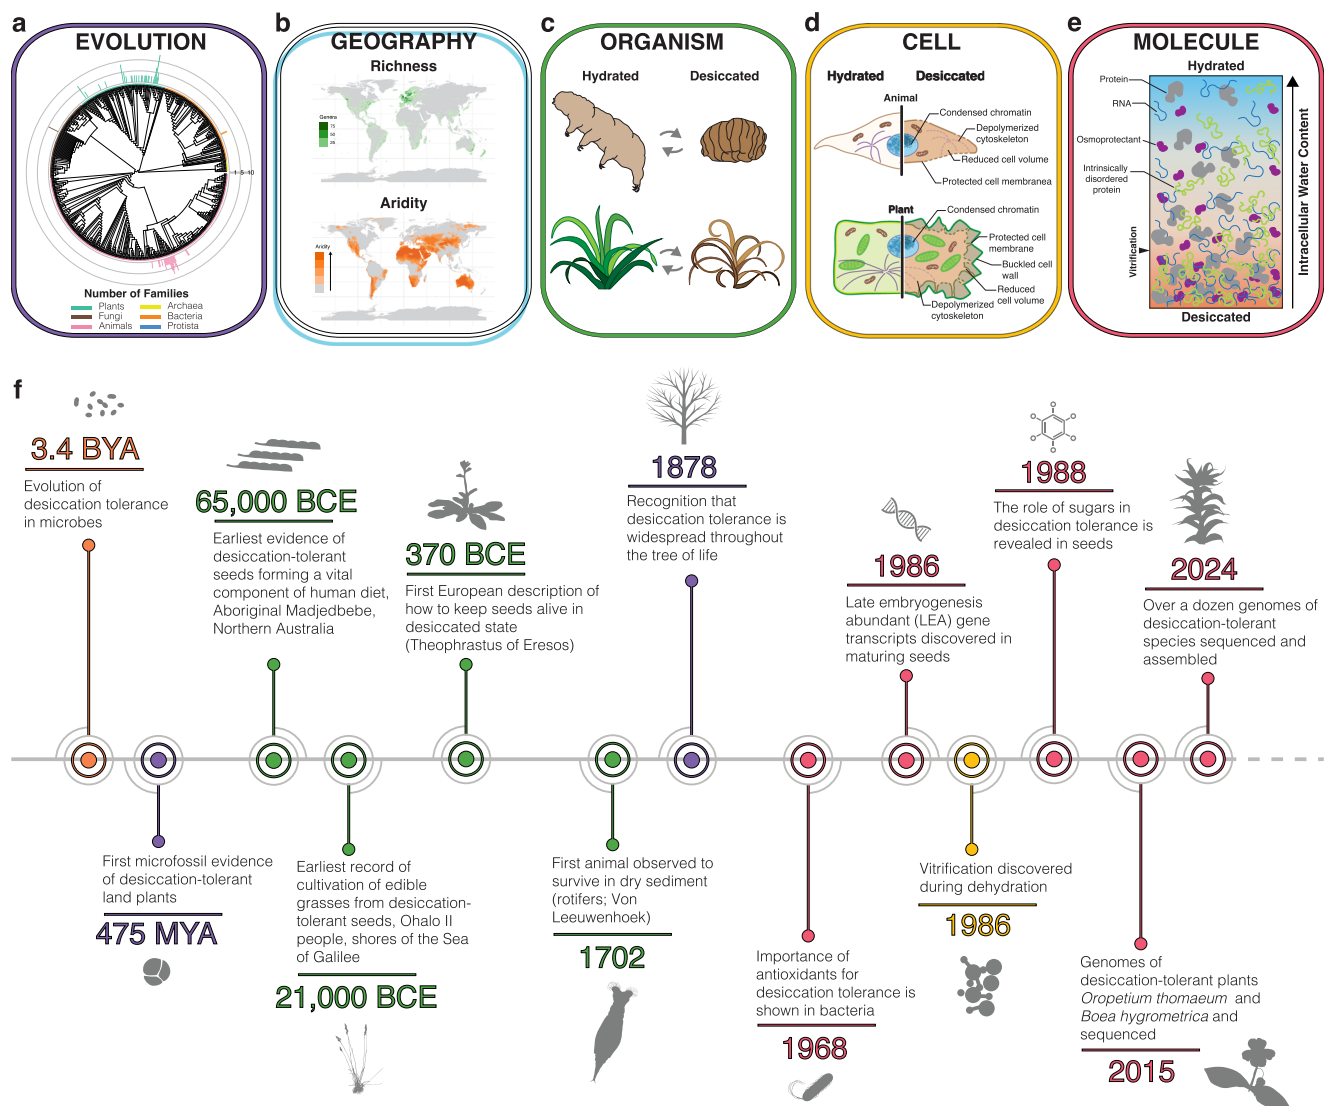 a
EVOLUTION
1 5 10
Number of Families
Plants
Fungi
Animals
Archaea
Bacteria
Protista
b
GEOGRAPHY
Richness
Genera
75
50
25
Aridity
Aridity
c
ORGANISM
Hydrated
Desiccated
d
CELL
Hydrated
Desiccated
Animal
Condensed chromatin
Depolymerized
cytoskeleton
Reduced cell volume
Protected cell membranea
Plant
Condensed chromatin
Protected cell
membrane
Buckled cell
wall
Reduced
cell volume
Depolymerized
cytoskeleton
e
MOLECULE
Hydrated
Protein
RNA
Osmoprotectant
Intrinsically
disordered
protein
Vitrification
Intracellular Water Content
Desiccated
f
3.4 BYA
Evolution of
desiccation tolerance
in microbes
65,000 BCE
Earliest evidence of
desiccation-tolerant
seeds forming a vital
component of human diet,
Aboriginal Madjedbebe,
Northern Australia
370 BCE
First European description of
how to keep seeds alive in
desiccated state
(Theophrastus of Eresos)
1878
Recognition that
desiccation tolerance is
widespread throughout
the tree of life
1986
Late embryogenesis
abundant (LEA) gene
transcripts discovered in
maturing seeds
1988
The role of sugars in
desiccation tolerance is
revealed in seeds
2024
Over a dozen genomes of
desiccation-tolerant
species sequenced and
assembled
First microfossil evidence
of desiccation-tolerant
land plants
475 MYA
Earliest record of
cultivation of edible
grasses from desiccation-
tolerant seeds, Ohalo II
people, shores of the Sea
of Galilee
21,000 BCE
First animal observed to
survive in dry sediment
(rotifers; Von
Leeuwenhoek)
1702
Importance of
antioxidants for
desiccation tolerance is
shown in bacteria
1968
Vitrification discovered
during dehydration
1986
Genomes of
desiccation-tolerant plants
Oropetium thomaeum and
Boea hygrometrica and
sequenced
2015